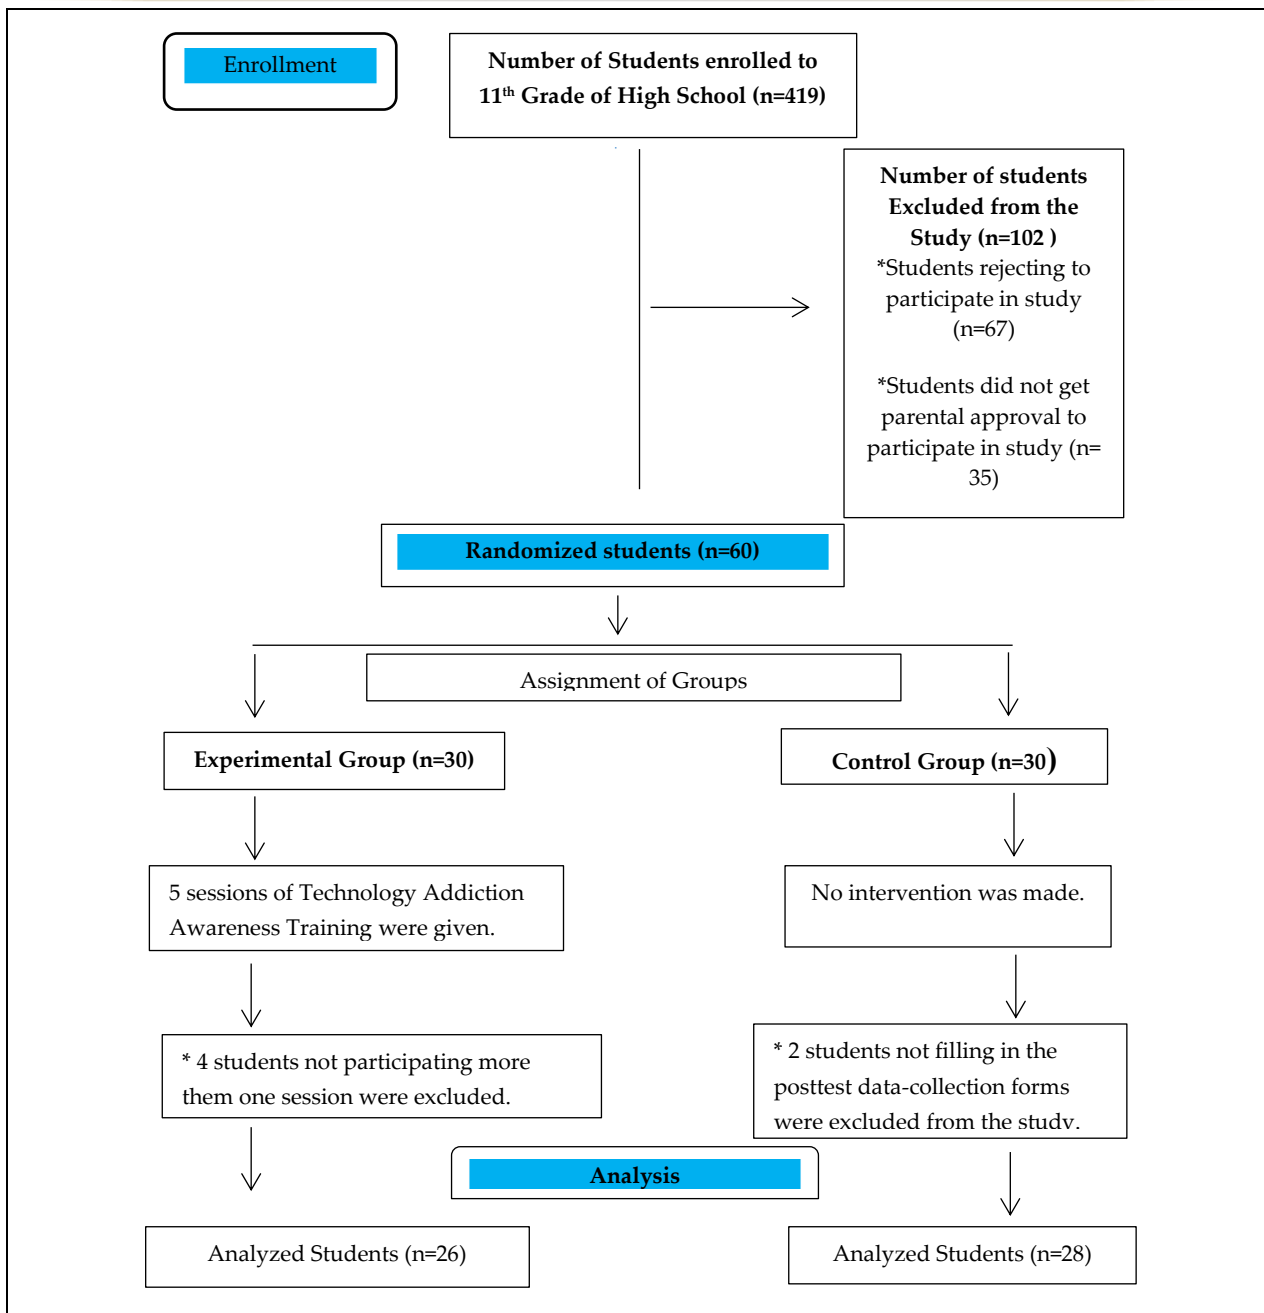 Enrollment
Number of Students enrolled to
11th Grade of High School (n=419)
Number of students
Excluded from the
Study (n=102 )
*Students rejecting to
participate in study
(n=67)
*Students did not get
parental approval to
participate in study (n=
35)
Randomized students (n=60)
Assignment of Groups
Experimental Group (n=30)
Control Group (n=30)
5 sessions of Technology Addiction
Awareness Training were given.
No intervention was made.
* 4 students not participating more
them one session were excluded.
* 2 students not filling in the
posttest data-collection forms
were excluded from the study.
Analysis
Analyzed Students (n=26)
Analyzed Students (n=28)